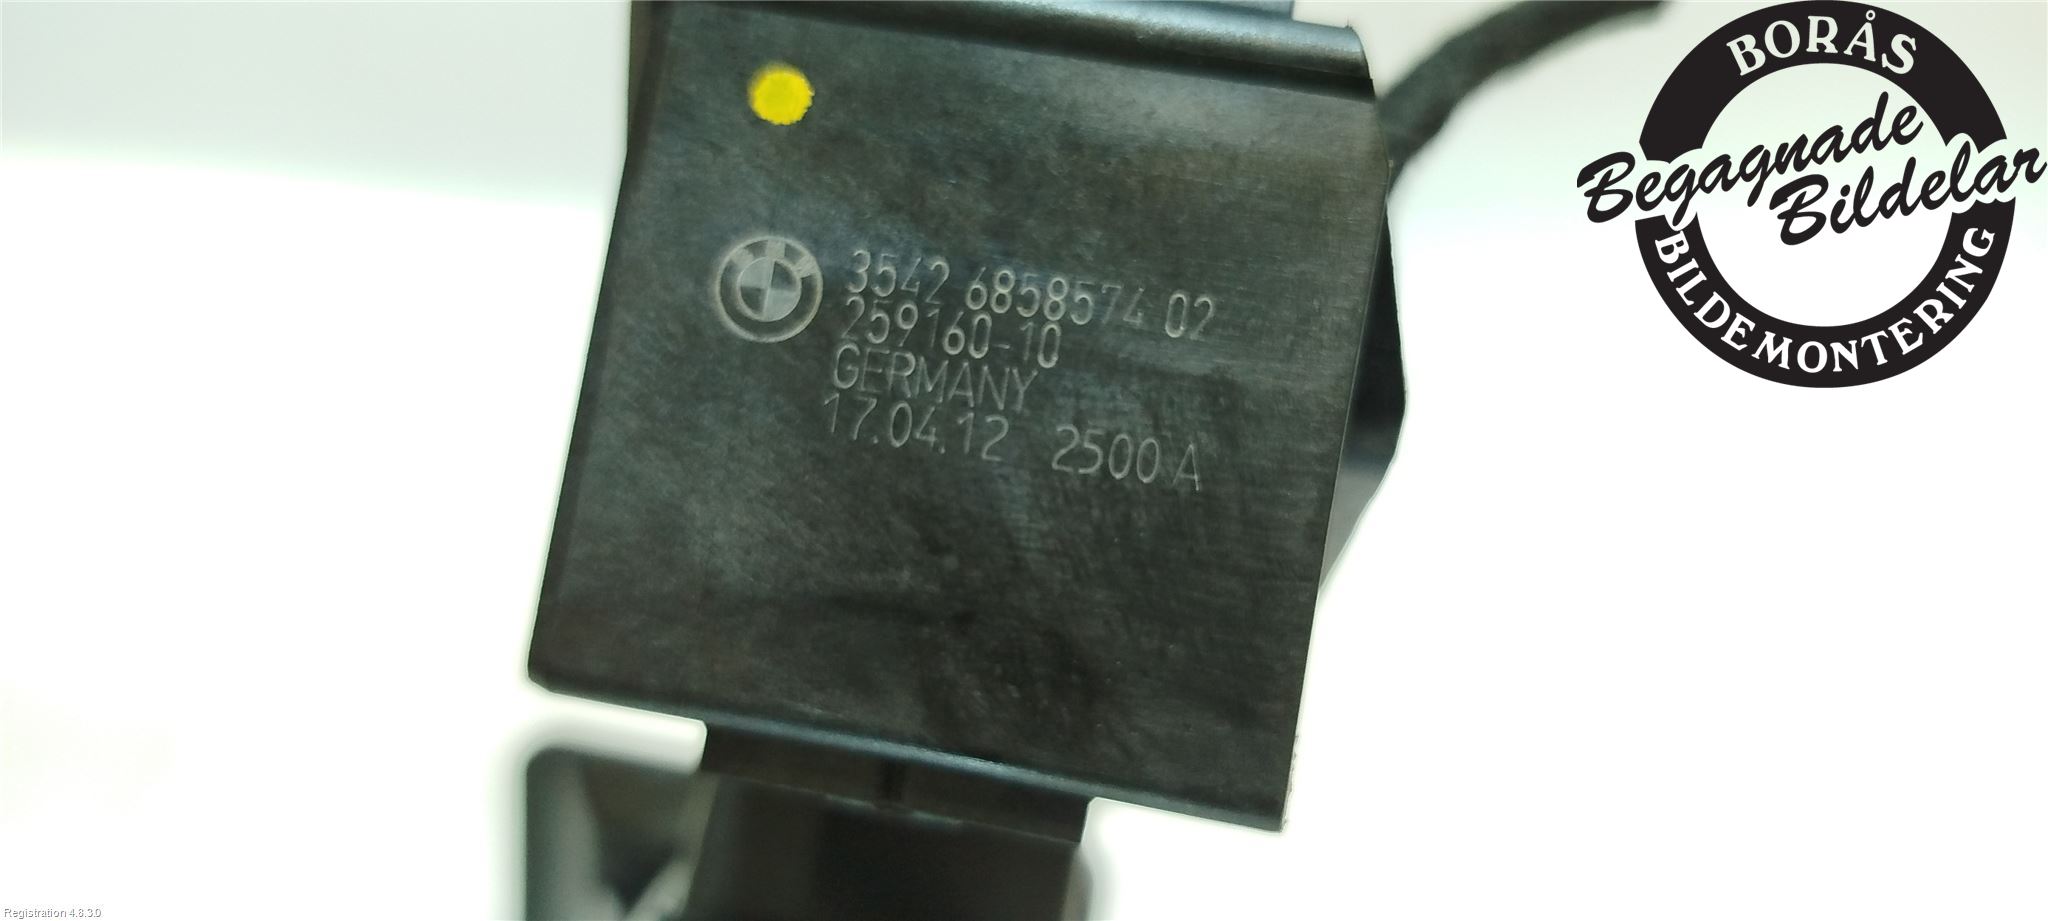 3542 6858574 02
259160-10
GERMANY
17.04.12 2500 A
BORÅS
Begagnade
Bildelar
BILDEMONTERING
Registration 4.8.3.0